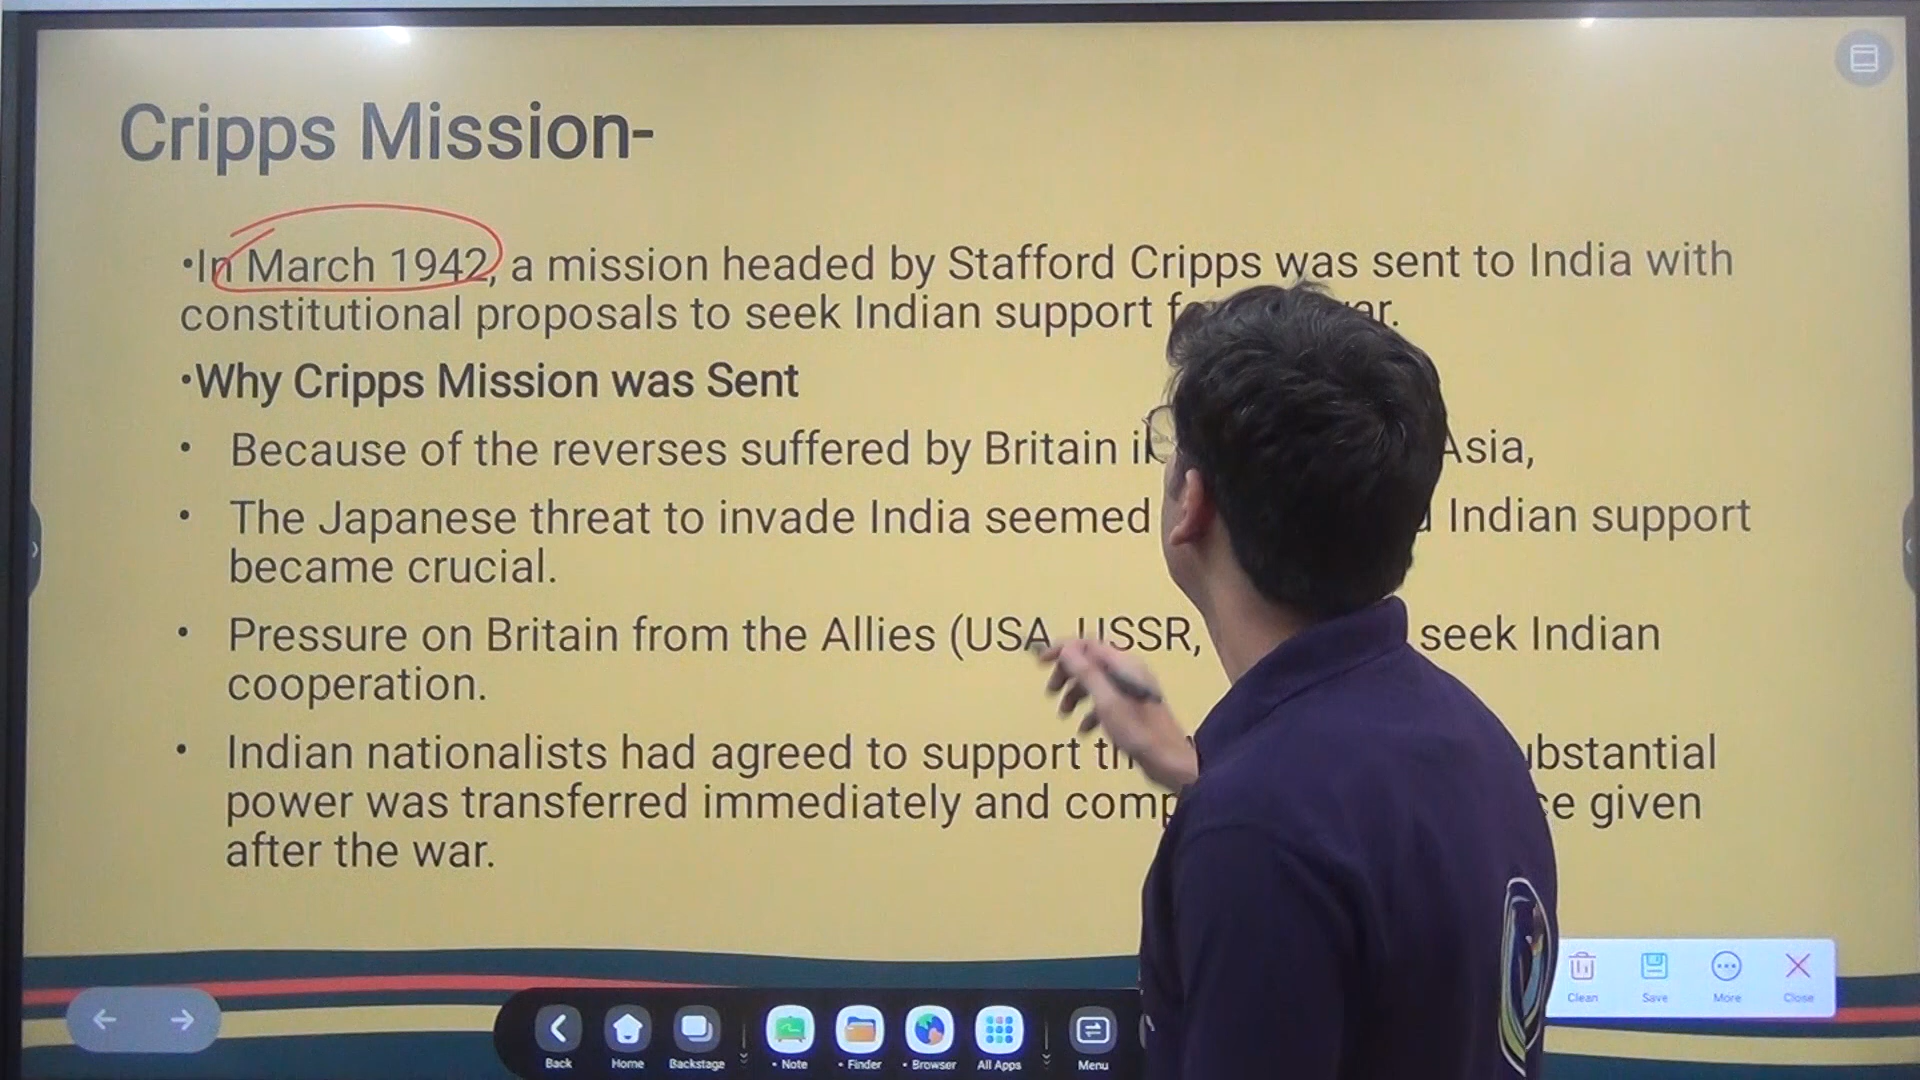 Cripps Mission-
•In March 1942, a mission headed by Stafford Cripps was sent to India with
constitutional proposals to seek Indian support
•Why Cripps Mission was Sent
• Because of the reverses suffered by Britain Asia,
• The Japanese threat to invade India seemed Indian support
became crucial.
• Pressure on Britain from the Allies (USA, USSR, seek Indian
cooperation.
• Indian nationalists had agreed to support substantial
power was transferred immediately and given
after the war.
Clean Save More Close
Back Home Backstage • Note • Finder • Browser All Apps Menu